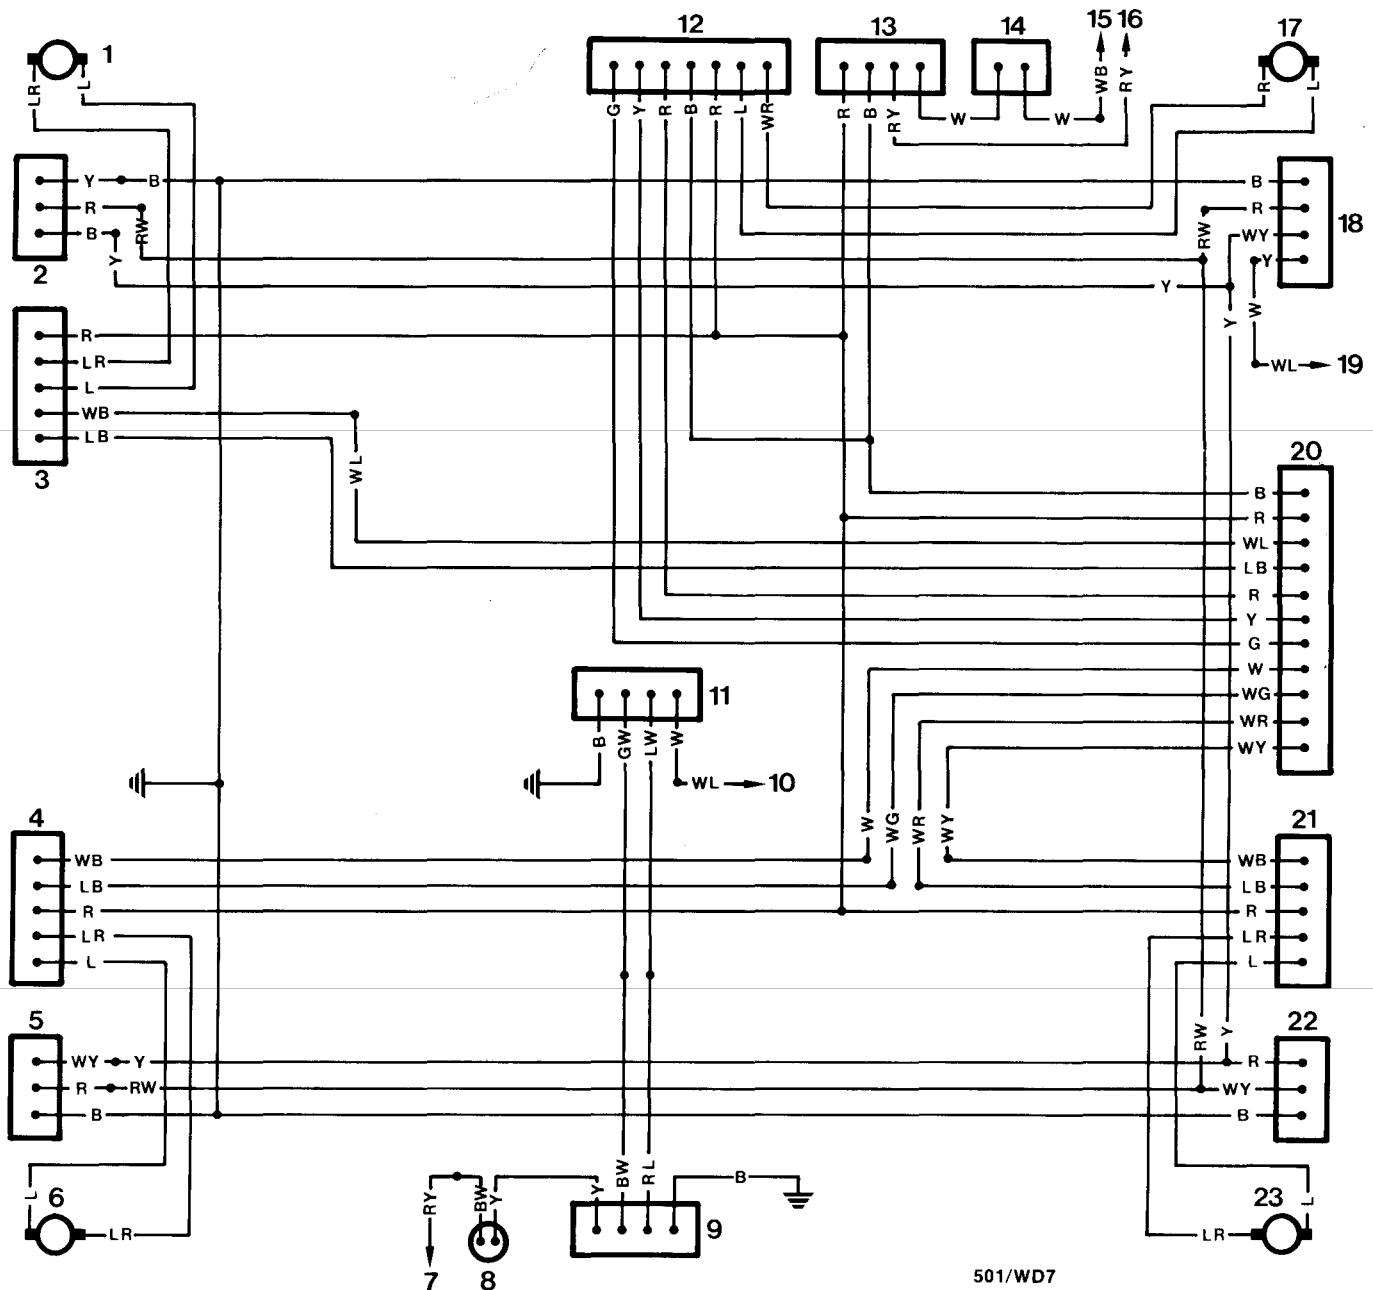 12 13 14 15 16 17
1
LR L
G Y R B R L WR
R B RY W W WB RY
R L
Y B
R RW
B Y
2
B
R RW
WY
Y
18
Y Y W
WL 19
R
LR
L
WB
LB
3
WL
20
B
R
WL
LB
R
Y
G
W
WG
WR
WY
11
B GW LW W
WL 10
W WG WR WY
4
WB
LB
R
LR
L
21
WB
LB
R
LR
L
5
WY Y
R RW
B
RW Y
22
R
WY
B
L 6
LR
RY BW Y
Y BW RL B
7 8 9
23
LR L
501/WD7